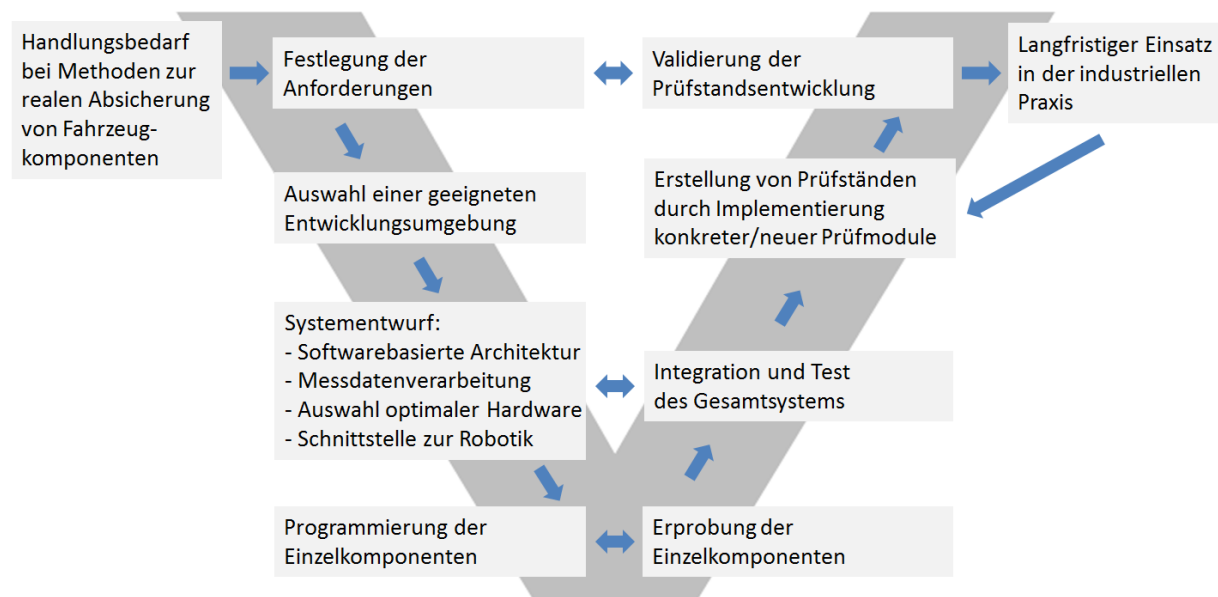 Handlungsbedarf
bei Methoden zur
realen Absicherung
von Fahrzeug-
komponenten
Festlegung der
Anforderungen
Auswahl einer geeigneten
Entwicklungsumgebung
Systementwurf:
- Softwarebasierte Architektur
- Messdatenverarbeitung
- Auswahl optimaler Hardware
- Schnittstelle zur Robotik
Programmierung der
Einzelkomponenten
Erprobung der
Einzelkomponenten
Integration und Test
des Gesamtsystems
Erstellung von Prüfständen
durch Implementierung
konkreter/neuer Prüfmodule
Validierung der
Prüfstandsentwicklung
Langfristiger Einsatz
in der industriellen
Praxis